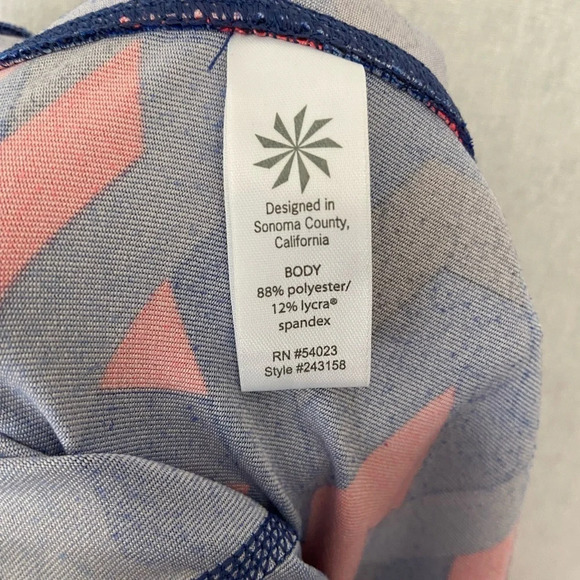 Designed in
Sonoma County,
California
BODY
88% polyester/
12% lycra®
spandex
RN #54023
Style #243158